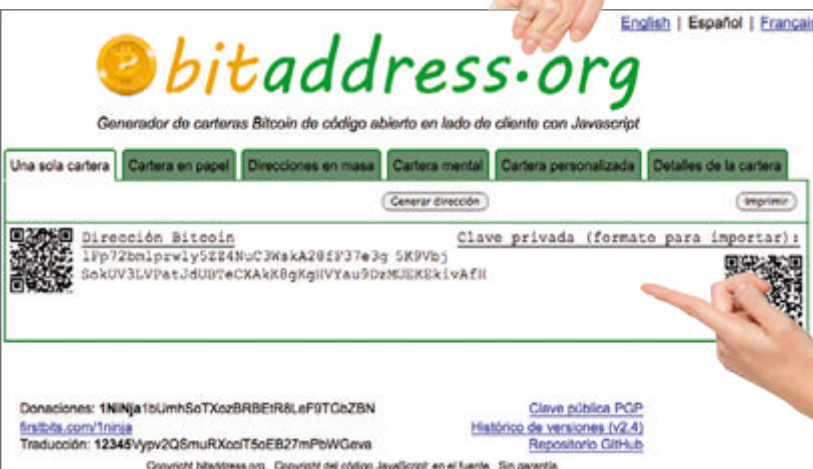 English | Español | Français
bitaddress.org
Generador de carteras Bitcoin de código abierto en lado de cliente con Javascript
Una sola cartera
Cartera en papel
Direcciones en masa
Cartera mental
Cartera personalizada
Detalles de la cartera
Generar dirección
Imprimir
Dirección Bitcoin
Clave privada (formato para importar):
Donaciones:
Clave pública PGP
firstbits.com/1ninja
Histórico de versiones (v2.4)
Traducción:
Repositorio GitHub
Copyright bitaddress.org. Copyright del código JavaScript: en el fuente. Sin garantía.